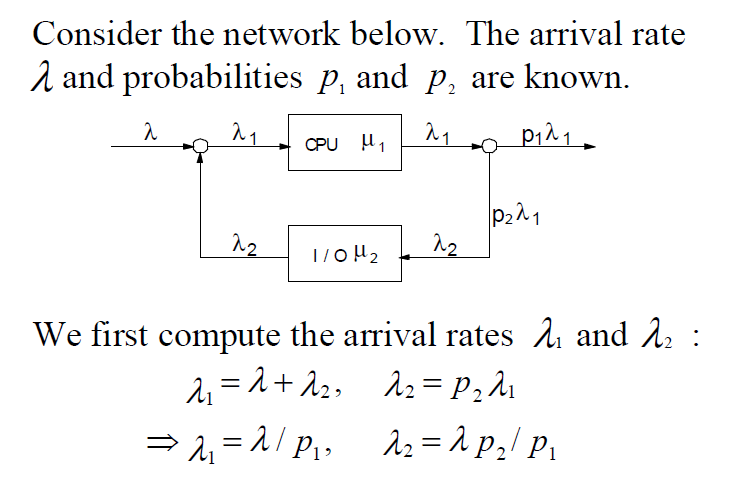 Consider the network below. The arrival rate
λ and probabilities p₁ and p₂ are known.
λ λ₁ CPU μ₁ λ₁ p₁λ₁
p₂λ₁
λ₂ I/O μ₂ λ₂
We first compute the arrival rates λ₁ and λ₂ :
λ₁ = λ + λ₂, λ₂ = p₂ λ₁
⇒ λ₁ = λ / p₁, λ₂ = λ p₂ / p₁